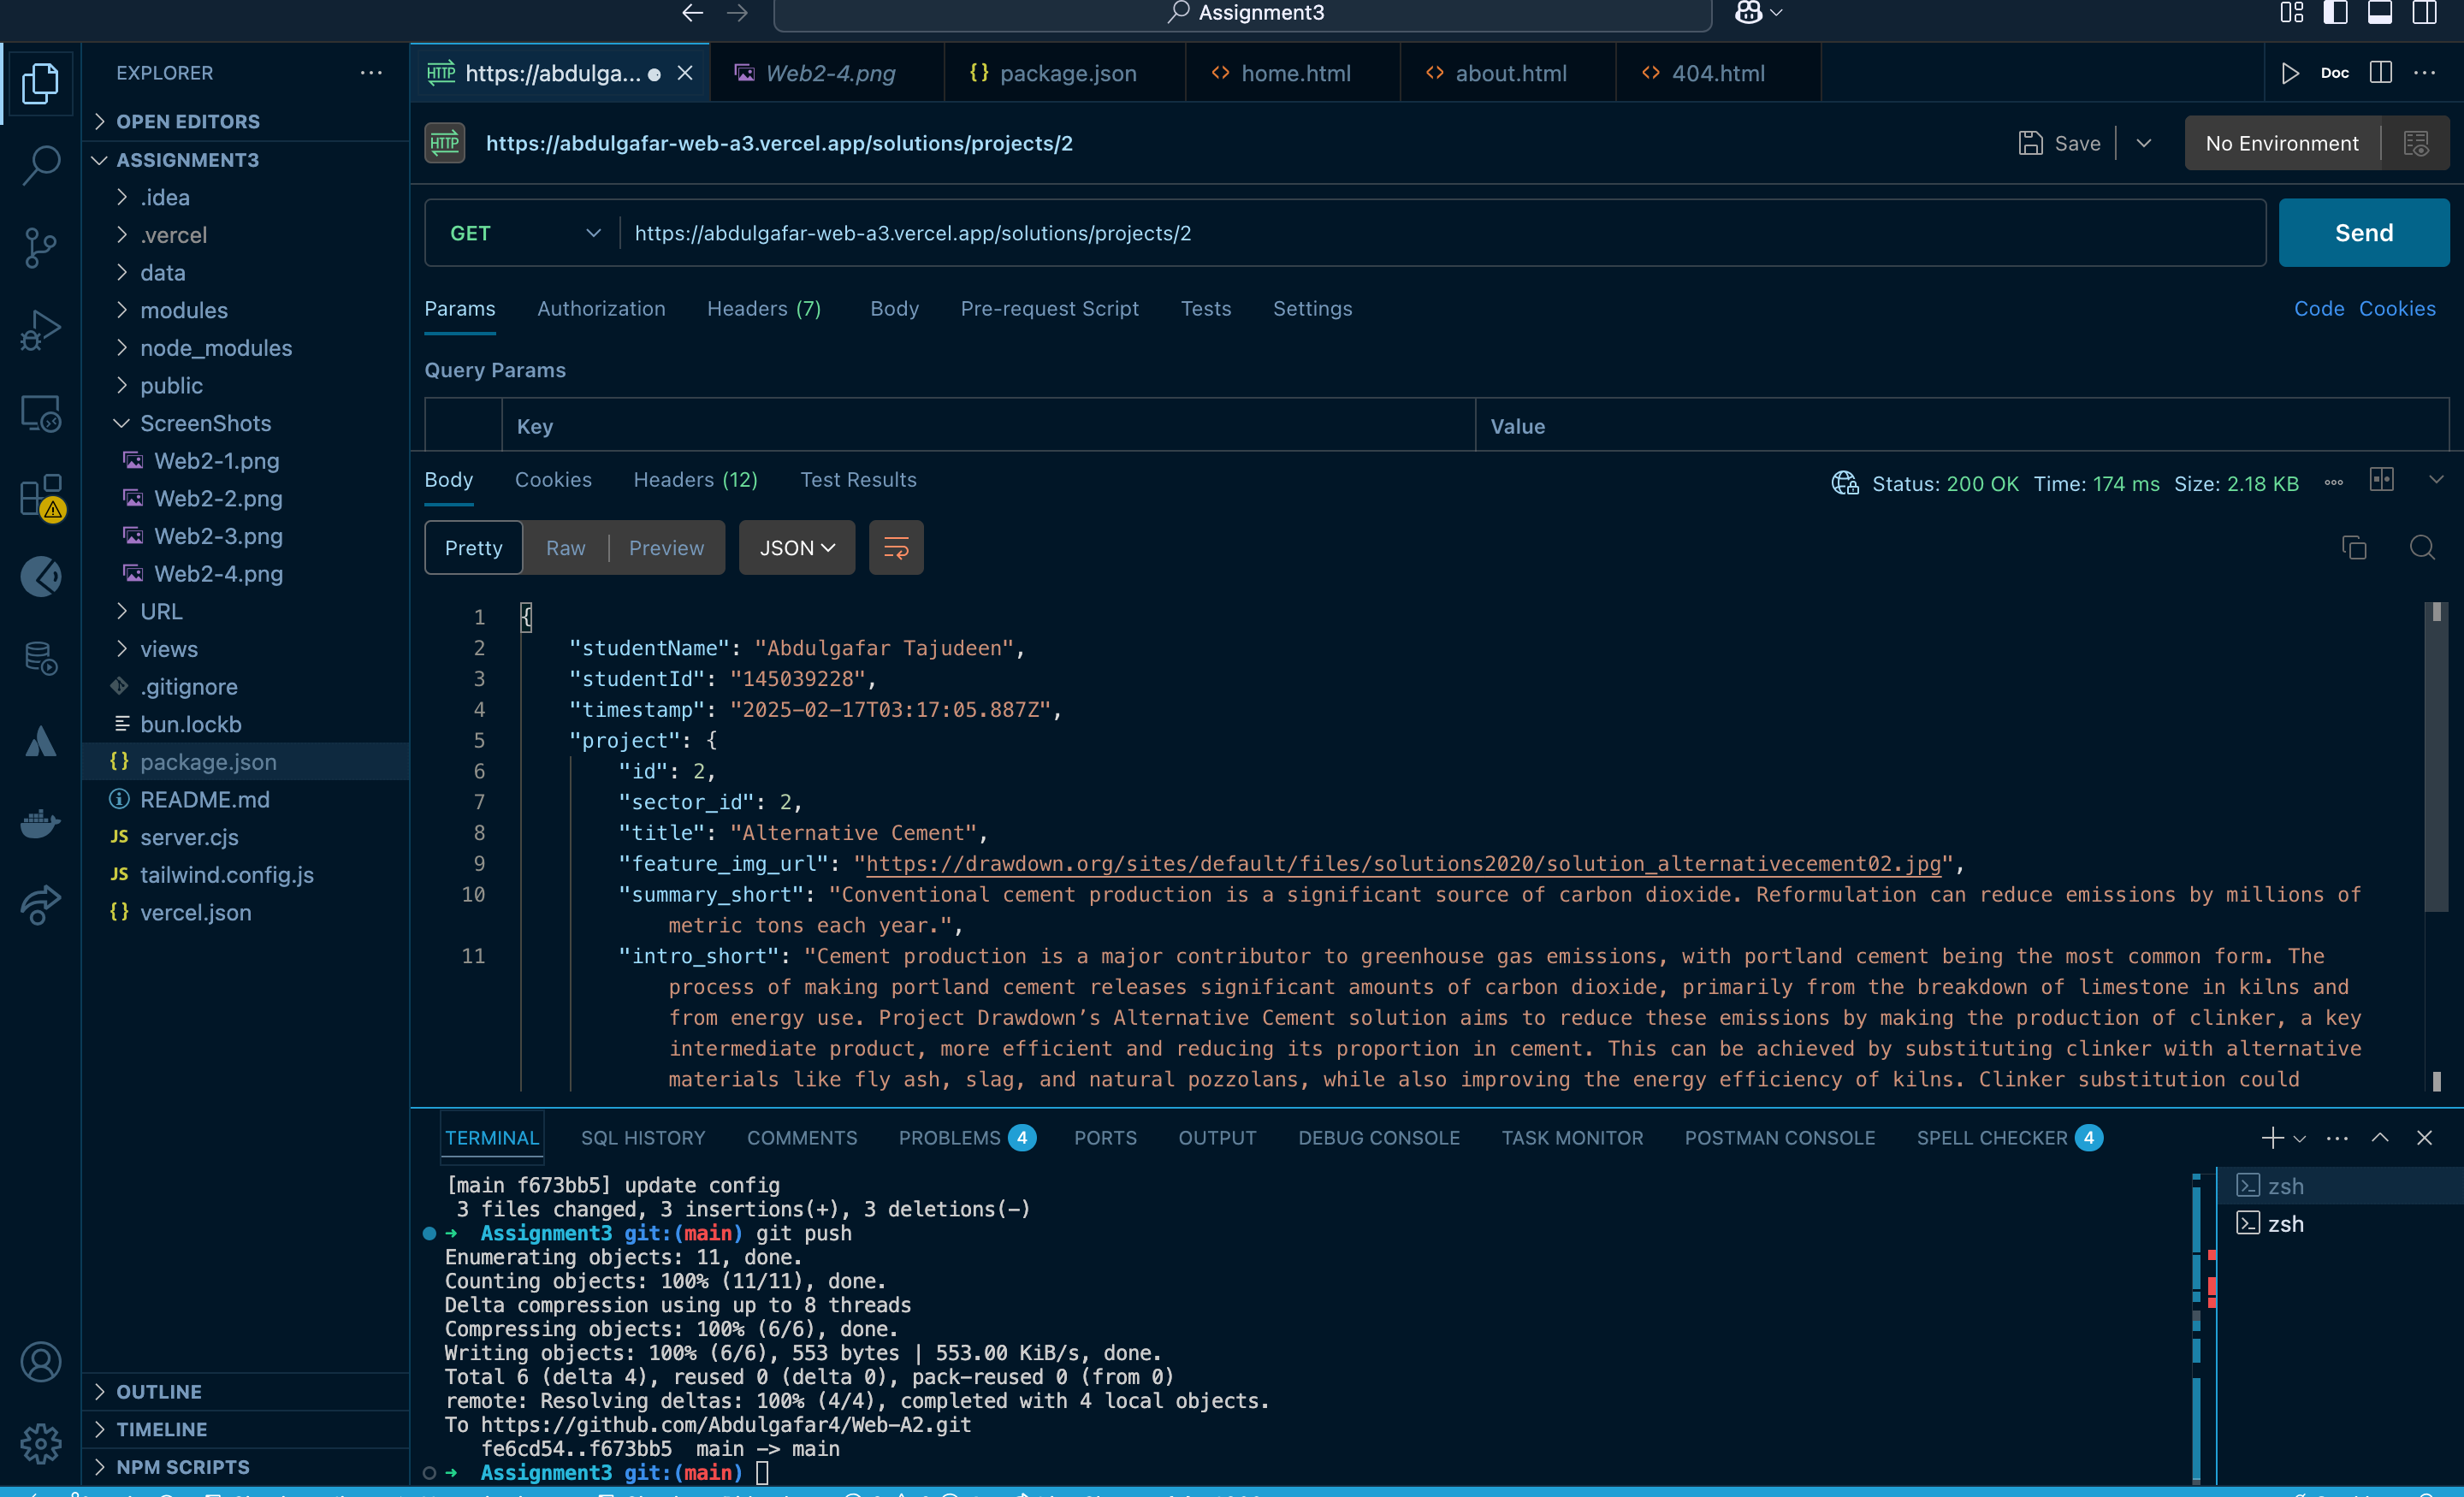 Assignment3
EXPLORER
OPEN EDITORS
ASSIGNMENT3
.idea
.vercel
data
modules
node_modules
public
ScreenShots
Web2-1.png
Web2-2.png
Web2-3.png
Web2-4.png
URL
views
.gitignore
bun.lockb
{} package.json
README.md
JS server.cjs
JS tailwind.config.js
{} vercel.json
OUTLINE
TIMELINE
NPM SCRIPTS
HTTP https://abdulga... Web2-4.png {} package.json <> home.html <> about.html <> 404.html Doc
HTTP https://abdulgafar-web-a3.vercel.app/solutions/projects/2 Save No Environment
GET https://abdulgafar-web-a3.vercel.app/solutions/projects/2 Send
Params Authorization Headers (7) Body Pre-request Script Tests Settings Code Cookies
Query Params
Key Value
Body Cookies Headers (12) Test Results Status: 200 OK Time: 174 ms Size: 2.18 KB
Pretty Raw Preview JSON
1 {
2 "studentName": "Abdulgafar Tajudeen",
3 "studentId": "145039228",
4 "timestamp": "2025-02-17T03:17:05.887Z",
5 "project": {
6 "id": 2,
7 "sector_id": 2,
8 "title": "Alternative Cement",
9 "feature_img_url": "https://drawdown.org/sites/default/files/solutions2020/solution_alternativecement02.jpg",
10 "summary_short": "Conventional cement production is a significant source of carbon dioxide. Reformulation can reduce emissions by millions of
metric tons each year.",
11 "intro_short": "Cement production is a major contributor to greenhouse gas emissions, with portland cement being the most common form. The
process of making portland cement releases significant amounts of carbon dioxide, primarily from the breakdown of limestone in kilns and
from energy use. Project Drawdown’s Alternative Cement solution aims to reduce these emissions by making the production of clinker, a key
intermediate product, more efficient and reducing its proportion in cement. This can be achieved by substituting clinker with alternative
materials like fly ash, slag, and natural pozzolans, while also improving the energy efficiency of kilns. Clinker substitution could
TERMINAL SQL HISTORY COMMENTS PROBLEMS 4 PORTS OUTPUT DEBUG CONSOLE TASK MONITOR POSTMAN CONSOLE SPELL CHECKER 4
[main f673bb5] update config
3 files changed, 3 insertions(+), 3 deletions(-)
➜ Assignment3 git:(main) git push
Enumerating objects: 11, done.
Counting objects: 100% (11/11), done.
Delta compression using up to 8 threads
Compressing objects: 100% (6/6), done.
Writing objects: 100% (6/6), 553 bytes | 553.00 KiB/s, done.
Total 6 (delta 4), reused 0 (delta 0), pack-reused 0 (from 0)
remote: Resolving deltas: 100% (4/4), completed with 4 local objects.
To https://github.com/Abdulgafar4/Web-A2.git
fe6cd54..f673bb5 main -> main
➜ Assignment3 git:(main)
zsh
zsh